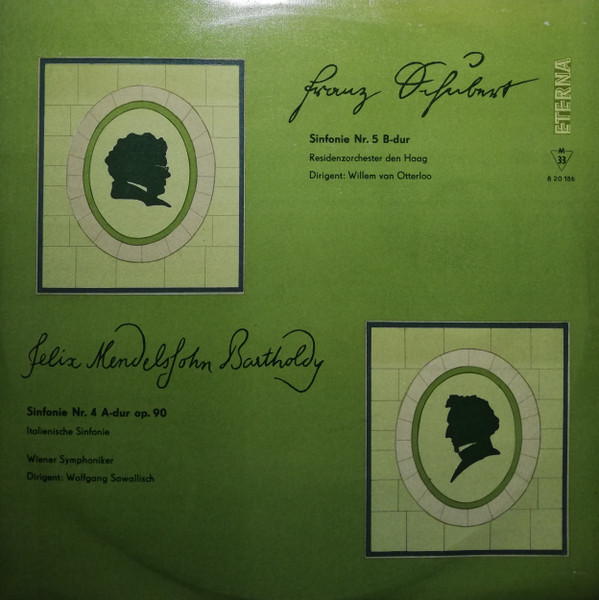 Franz Schubert
Sinfonie Nr. 5 B-dur
Residenzorchester den Haag
Dirigent: Willem van Otterloo
ETERNA
M
33
8 20 186
Felix Mendelssohn Bartholdy
Sinfonie Nr. 4 A-dur op. 90
Italienische Sinfonie
Wiener Symphoniker
Dirigent: Wolfgang Sawallisch